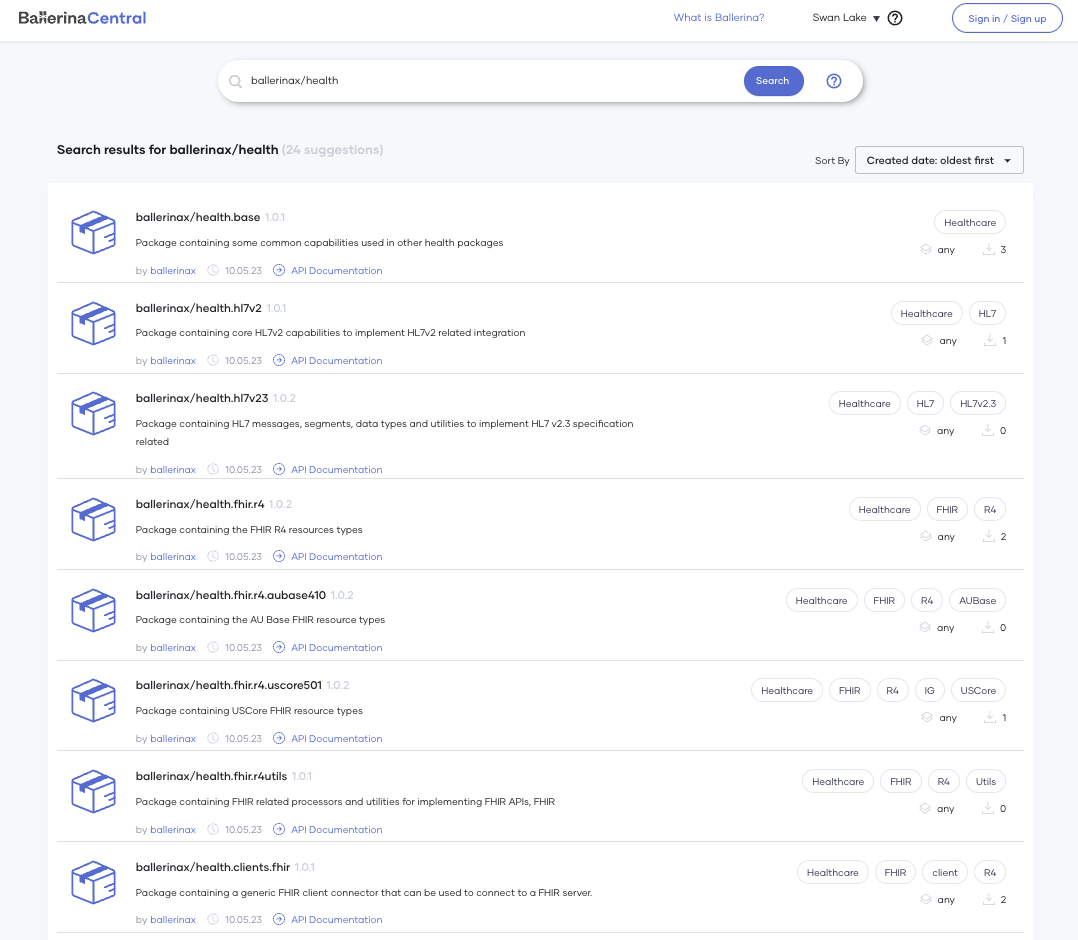 BallerinaCentral
What is Ballerina?
Swan Lake
Sign in / Sign up
ballerinax/health
Search
Search results for ballerinax/health (24 suggestions)
Sort By
Created date: oldest first
ballerinax/health.base 1.0.1
Healthcare
Package containing some common capabilities used in other health packages
any 3
by ballerinax 10.05.23 API Documentation
ballerinax/health.hl7v2 1.0.1
Healthcare HL7
Package containing core HL7v2 capabilities to implement HL7v2 related integration
any 1
by ballerinax 10.05.23 API Documentation
ballerinax/health.hl7v23 1.0.2
Healthcare HL7 HL7v2.3
Package containing HL7 messages, segments, data types and utilities to implement HL7 v2.3 specification
related
any 0
by ballerinax 10.05.23 API Documentation
ballerinax/health.fhir.r4 1.0.2
Healthcare FHIR R4
Package containing the FHIR R4 resources types
any 2
by ballerinax 10.05.23 API Documentation
ballerinax/health.fhir.r4.aubase410 1.0.2
Healthcare FHIR R4 AUBase
Package containing the AU Base FHIR resource types
any 0
by ballerinax 10.05.23 API Documentation
ballerinax/health.fhir.r4.uscore501 1.0.2
Healthcare FHIR R4 IG USCore
Package containing USCore FHIR resource types
any 1
by ballerinax 10.05.23 API Documentation
ballerinax/health.fhir.r4utils 1.0.1
Healthcare FHIR R4 Utils
Package containing FHIR related processors and utilities for implementing FHIR APIs, FHIR
any 0
by ballerinax 10.05.23 API Documentation
ballerinax/health.clients.fhir 1.0.1
Healthcare FHIR client R4
Package containing a generic FHIR client connector that can be used to connect to a FHIR server.
any 2
by ballerinax 10.05.23 API Documentation